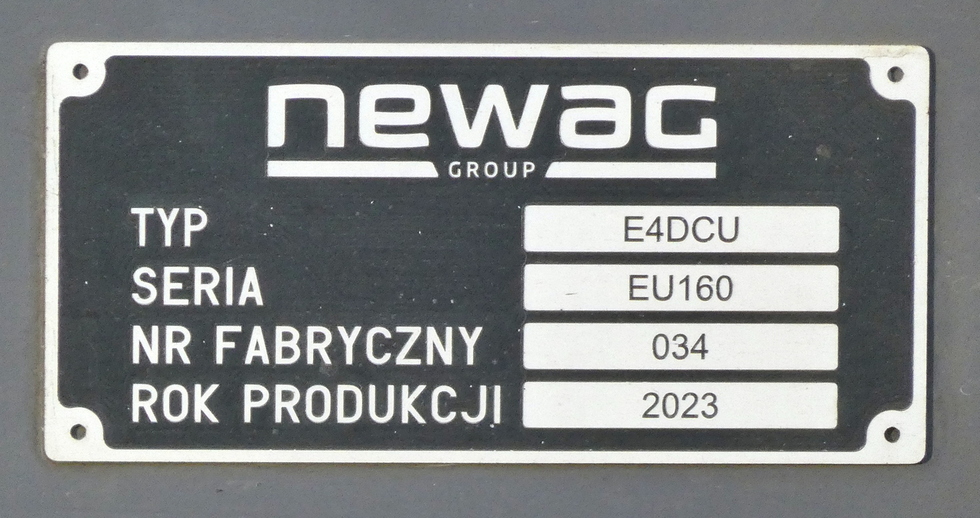 newag
GROUP
TYP E4DCU
SERIA EU160
NR FABRYCZNY 034
ROK PRODUKCJI 2023